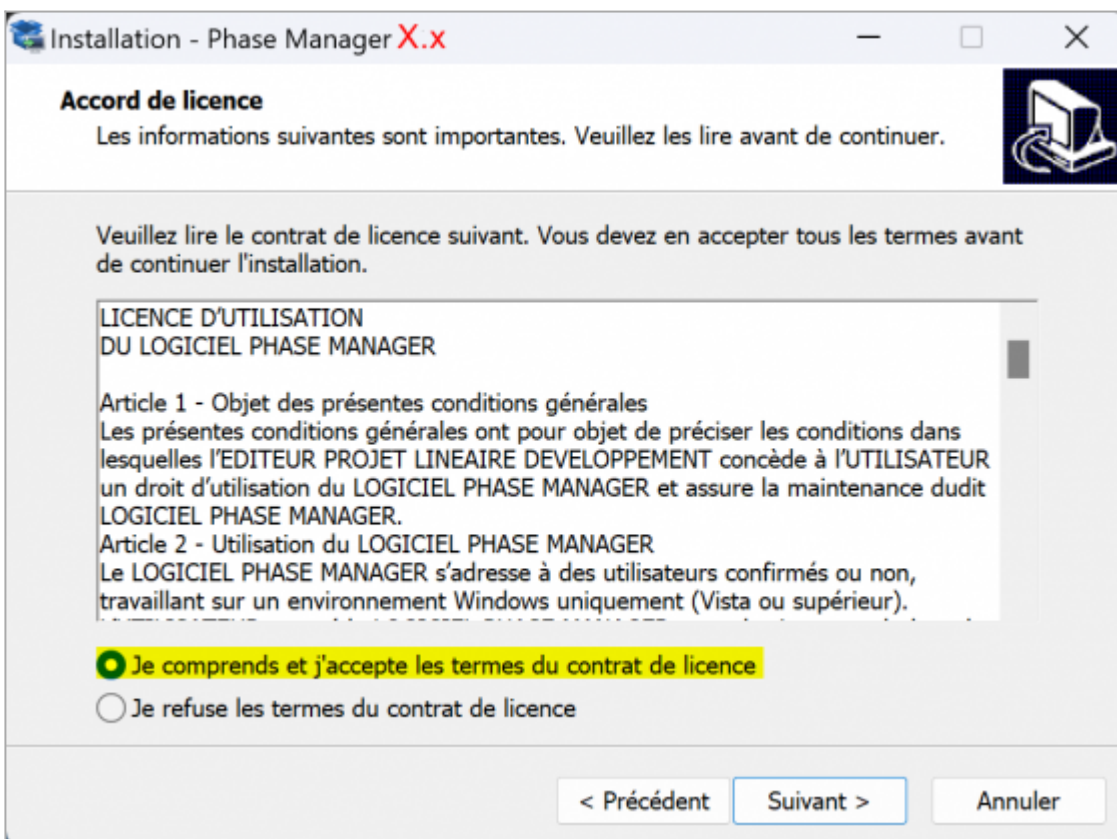 Installation - Phase Manager X.x
Accord de licence
Les informations suivantes sont importantes. Veuillez les lire avant de continuer.
Veuillez lire le contrat de licence suivant. Vous devez en accepter tous les termes avant
de continuer l'installation.
LICENCE D’UTILISATION
DU LOGICIEL PHASE MANAGER
Article 1 - Objet des présentes conditions générales
Les présentes conditions générales ont pour objet de préciser les conditions dans
lesquelles l’EDITEUR PROJET LINEAIRE DEVELOPPEMENT concède à l’UTILISATEUR
un droit d’utilisation du LOGICIEL PHASE MANAGER et assure la maintenance dudit
LOGICIEL PHASE MANAGER.
Article 2 - Utilisation du LOGICIEL PHASE MANAGER
Le LOGICIEL PHASE MANAGER s’adresse à des utilisateurs confirmés ou non,
travaillant sur un environnement Windows uniquement (Vista ou supérieur).
Je comprends et j'accepte les termes du contrat de licence
Je refuse les termes du contrat de licence
< Précédent
Suivant >
Annuler